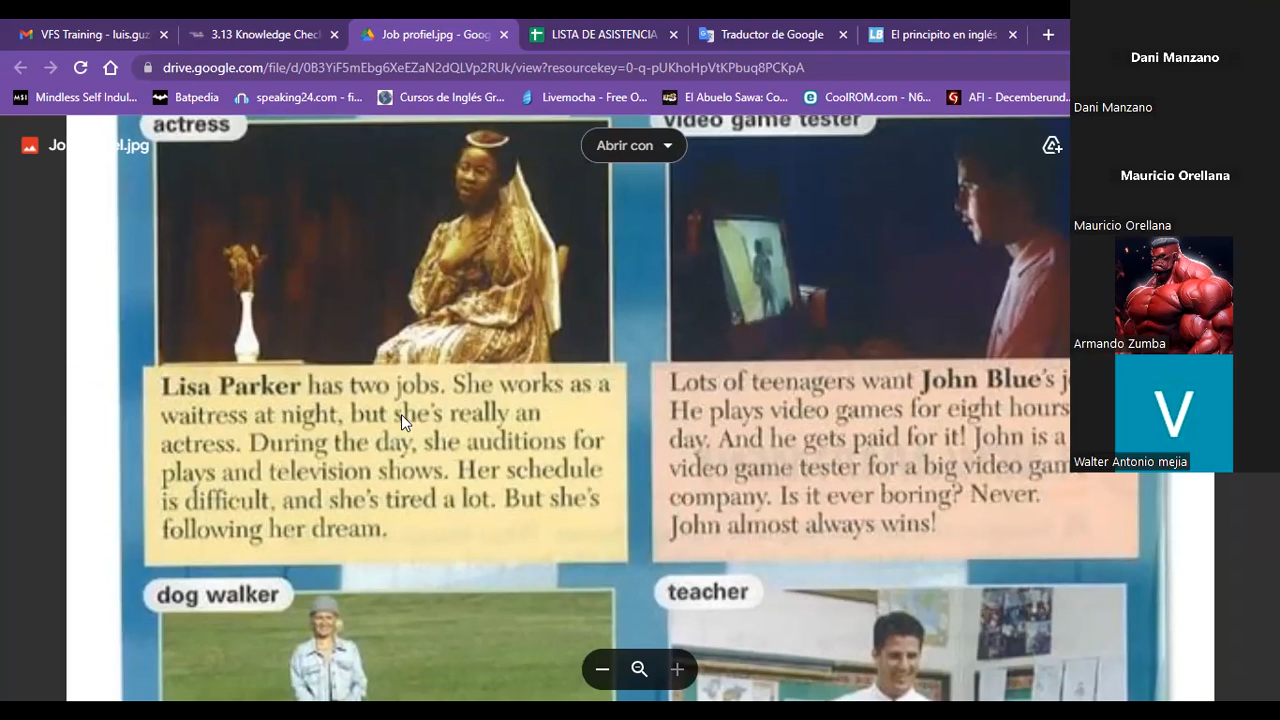 VFS Training - luis.guz
3.13 Knowledge Chec
Job profiel.jpg - Goog
LISTA DE ASISTENCIA
Traductor de Google
El principito en inglés
drive.google.com/file/d/0B3YiF5mEbg6XeEZaN2dQLVp2RUk/view?resourcekey=0-q-pUKhoHpVtKPbuq8PCKpA
Mindless Self Indul...
Batpedia
speaking24.com - fi...
Cursos de Inglés Gr...
Livemocha - Free O...
El Abuelo Sawa: Co...
CoolROM.com - N6...
AFI - Decemberund...
Abrir con
actress
Lisa Parker has two jobs. She works as a
waitress at night, but she's really an
actress. During the day, she auditions for
plays and television shows. Her schedule
is difficult, and she's tired a lot. But she's
following her dream.
video game tester
Lots of teenagers want John Blue's j
He plays video games for eight hours
day. And he gets paid for it! John is a
video game tester for a big video gam
company. Is it ever boring? Never.
John almost always wins!
dog walker
teacher
Dani Manzano
Dani Manzano
Mauricio Orellana
Mauricio Orellana
Armando Zumba
V
Walter Antonio mejia